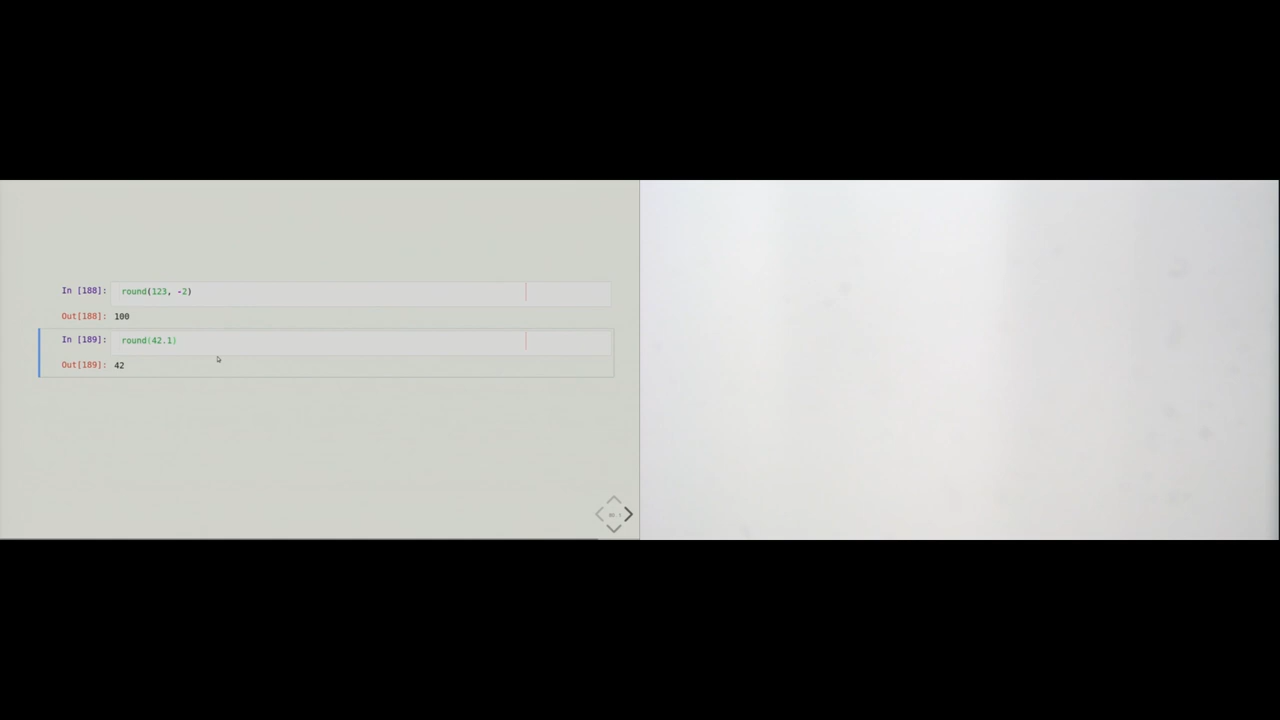 In [188]: round(123, -2)
Out[188]: 100
In [189]: round(42.1)
Out[189]: 42